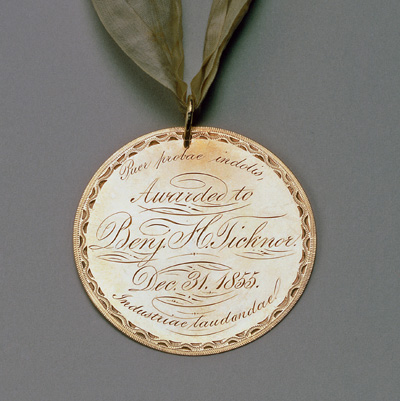 Puer probae indolis,
Awarded to
Benj. H. Ticknor.
Dec. 31. 1855.
Industriae laudandae!